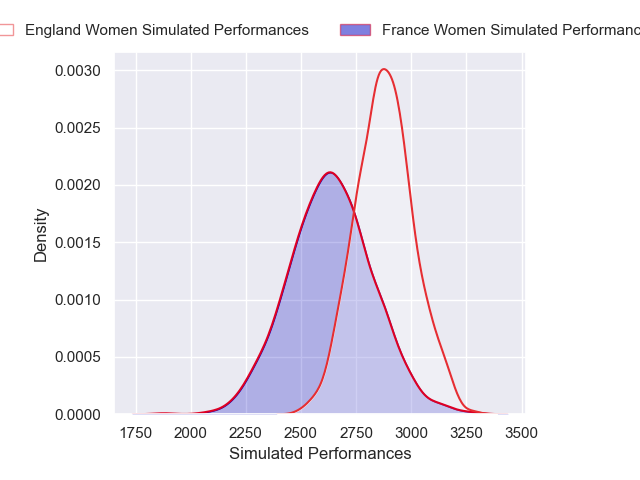 England Women Simulated Performances France Women Simulated Performanc
0.0030
0.0025
0.0020
0.0015
0.0010
0.0005
0.0000
Density
1750 2000 2250 2500 2750 3000 3250 3500
Simulated Performances